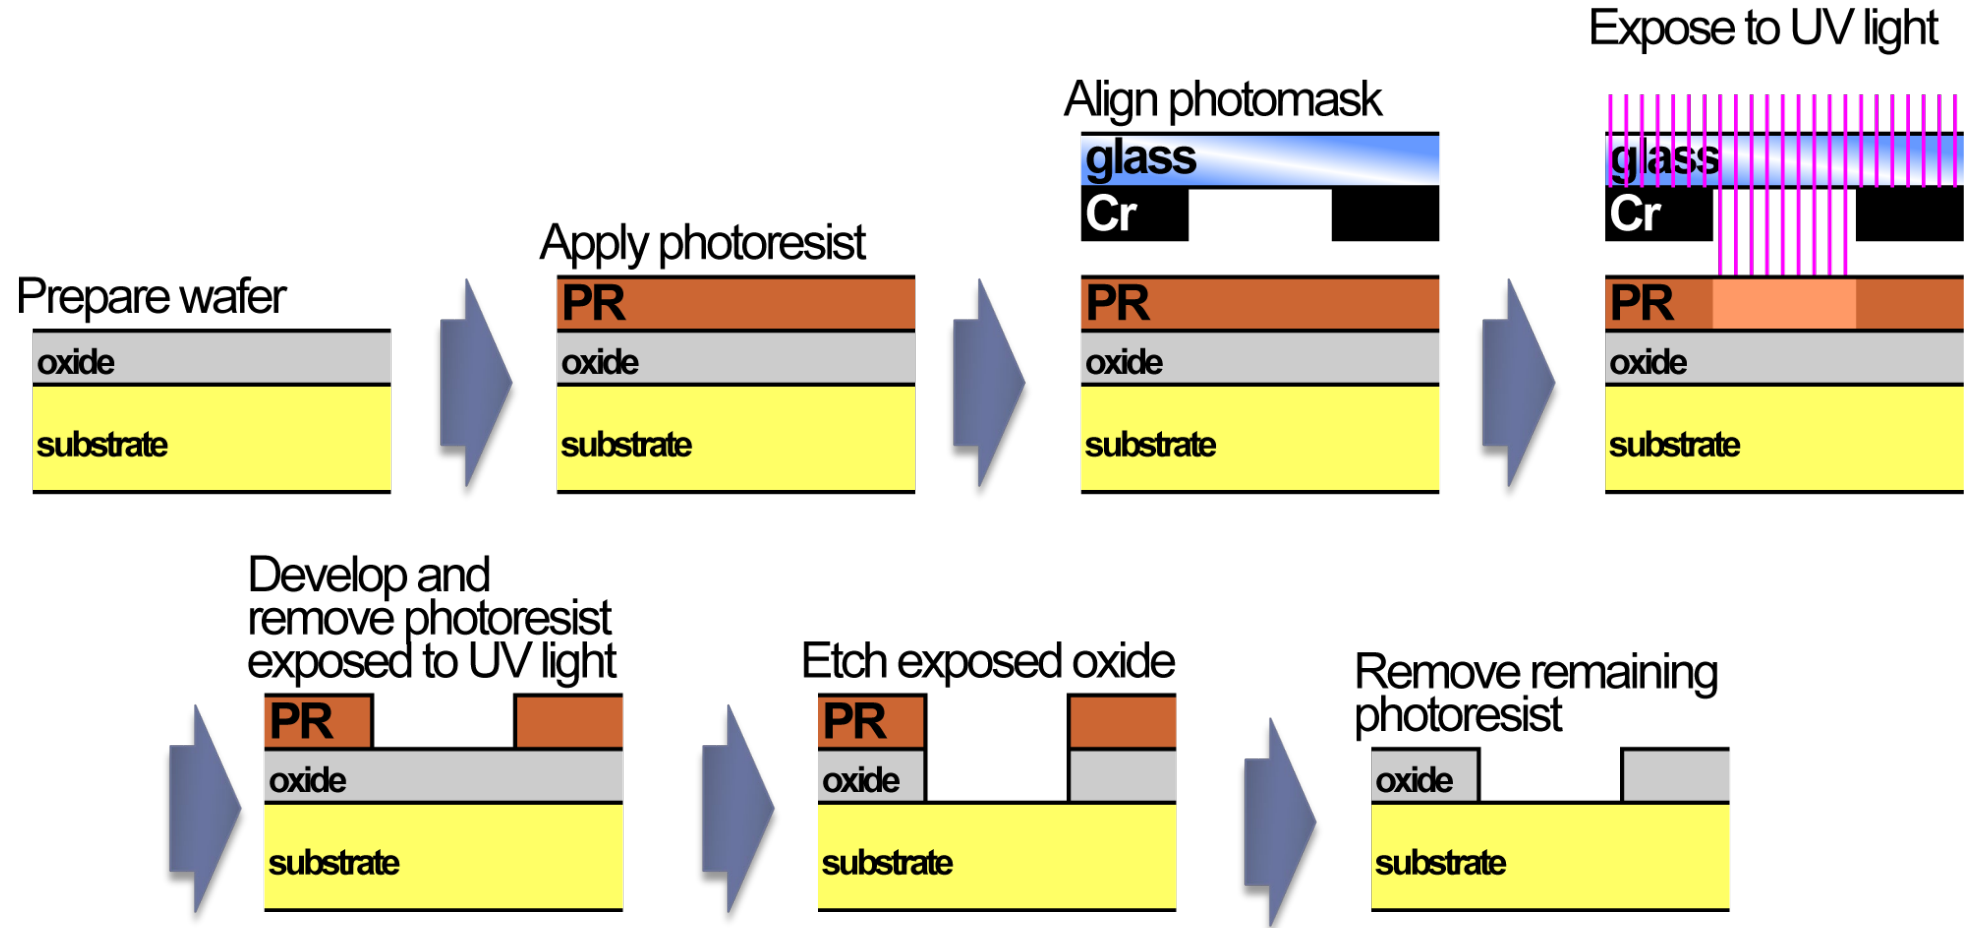 Prepare wafer
oxide
substrate
Apply photoresist
PR
oxide
substrate
Align photomask
glass
Cr
PR
oxide
substrate
Expose to UV light
glass
Cr
PR
oxide
substrate
Develop and
remove photoresist
exposed to UV light
PR
oxide
substrate
Etch exposed oxide
PR
oxide
substrate
Remove remaining
photoresist
oxide
substrate